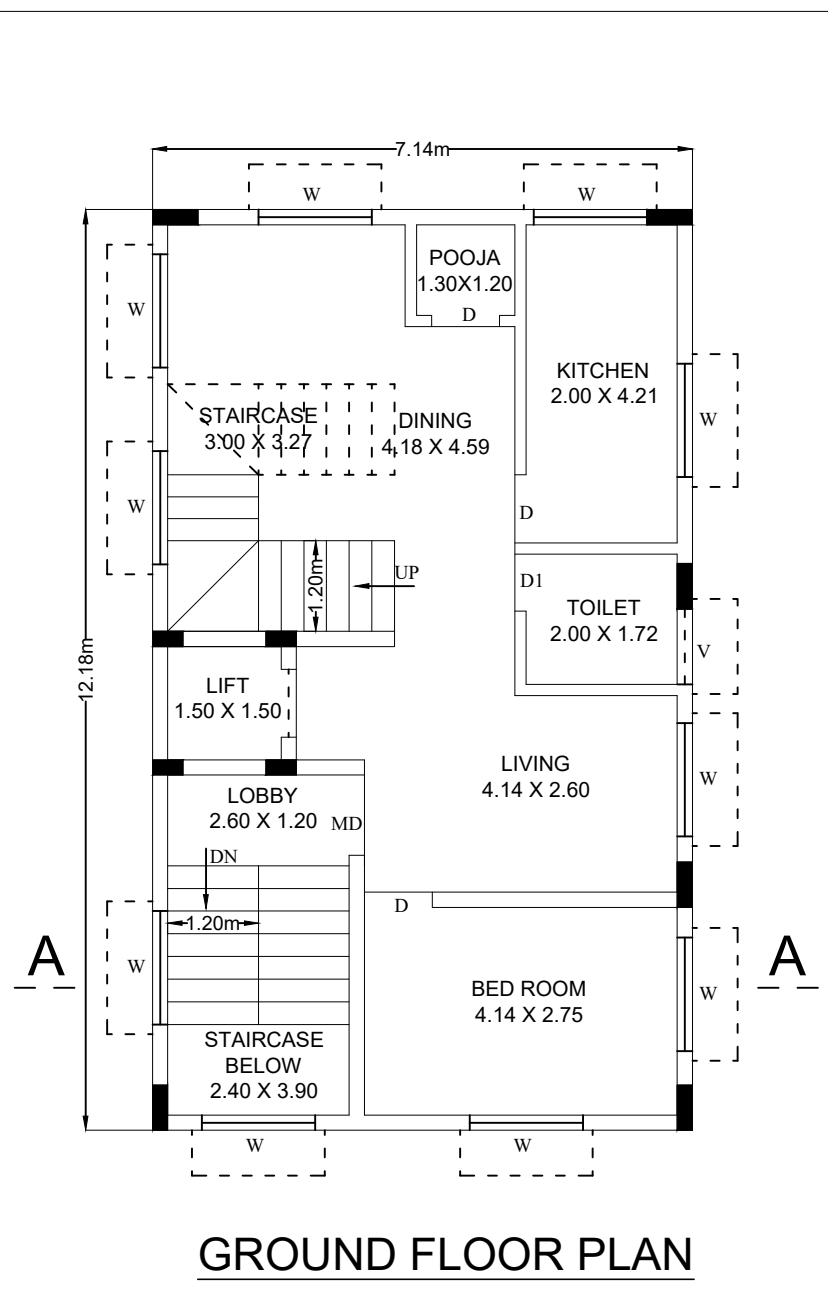 7.14m
W
W
POOJA
1.30X1.20
D
W
KITCHEN
2.00 X 4.21
STAIRCASE
3.00 X 3.27
DINING
4.18 X 4.59
W
W
D
UP
1.20m
D1
TOILET
2.00 X 1.72
V
12.18m
LIFT
1.50 X 1.50
LIVING
4.14 X 2.60
W
LOBBY
2.60 X 1.20
MD
DN
D
1.20m
A
W
BED ROOM
4.14 X 2.75
W
A
STAIRCASE
BELOW
2.40 X 3.90
W
W
GROUND FLOOR PLAN